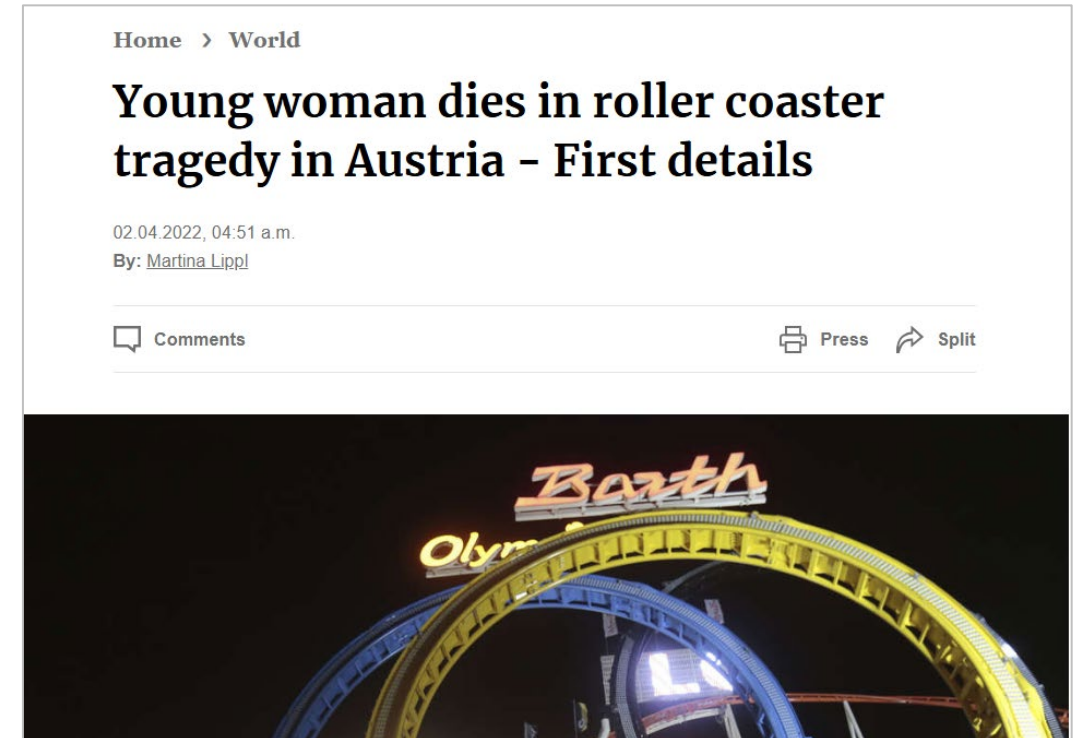 Home > World
Young woman dies in roller coaster
tragedy in Austria - First details
02.04.2022, 04:51 a.m.
By: Martina Lippl
Comments Press Split
Barth